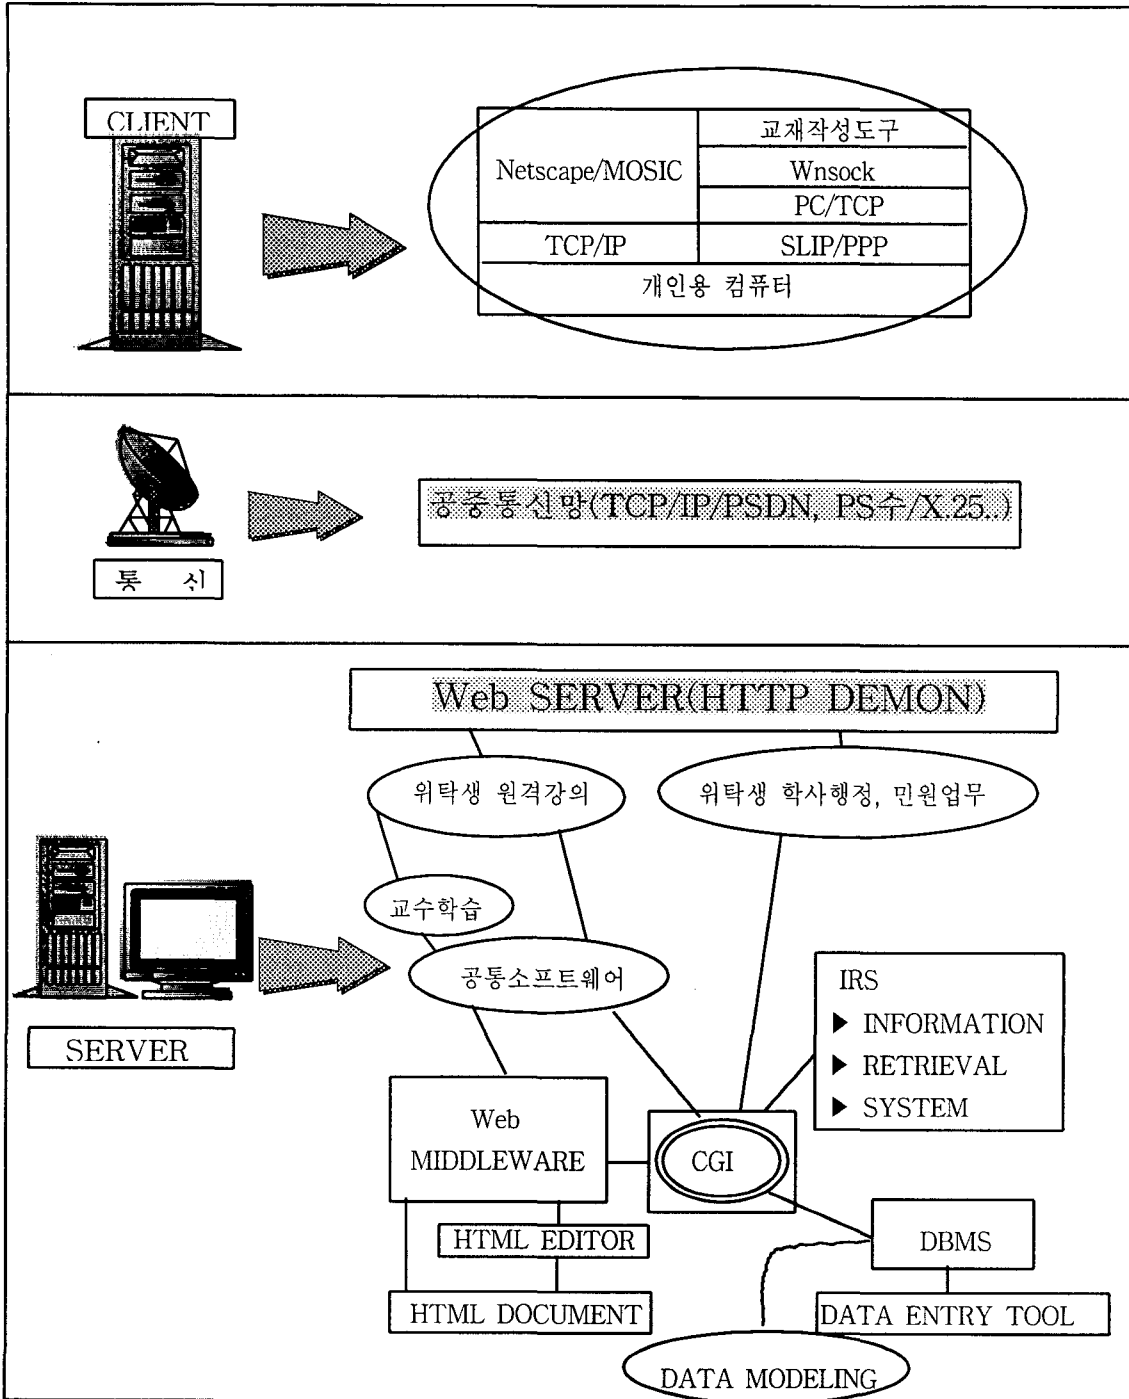 CLIENT
교재작성도구
Netscape/MOSIC
Wnsock
PC/TCP
TCP/IP
SLIP/PPP
개인용 컴퓨터
공중통신망(TCP/IP/PSDN, PS수/X.25..)
통 신
Web SERVER(HTTP DEMON)
위탁생 원격강의
위탁생 학사행정, 민원업무
교수학습
공통소프트웨어
SERVER
IRS
▶ INFORMATION
▶ RETRIEVAL
▶ SYSTEM
Web
MIDDLEWARE
CGI
HTML EDITOR
DBMS
HTML DOCUMENT
DATA ENTRY TOOL
DATA MODELING